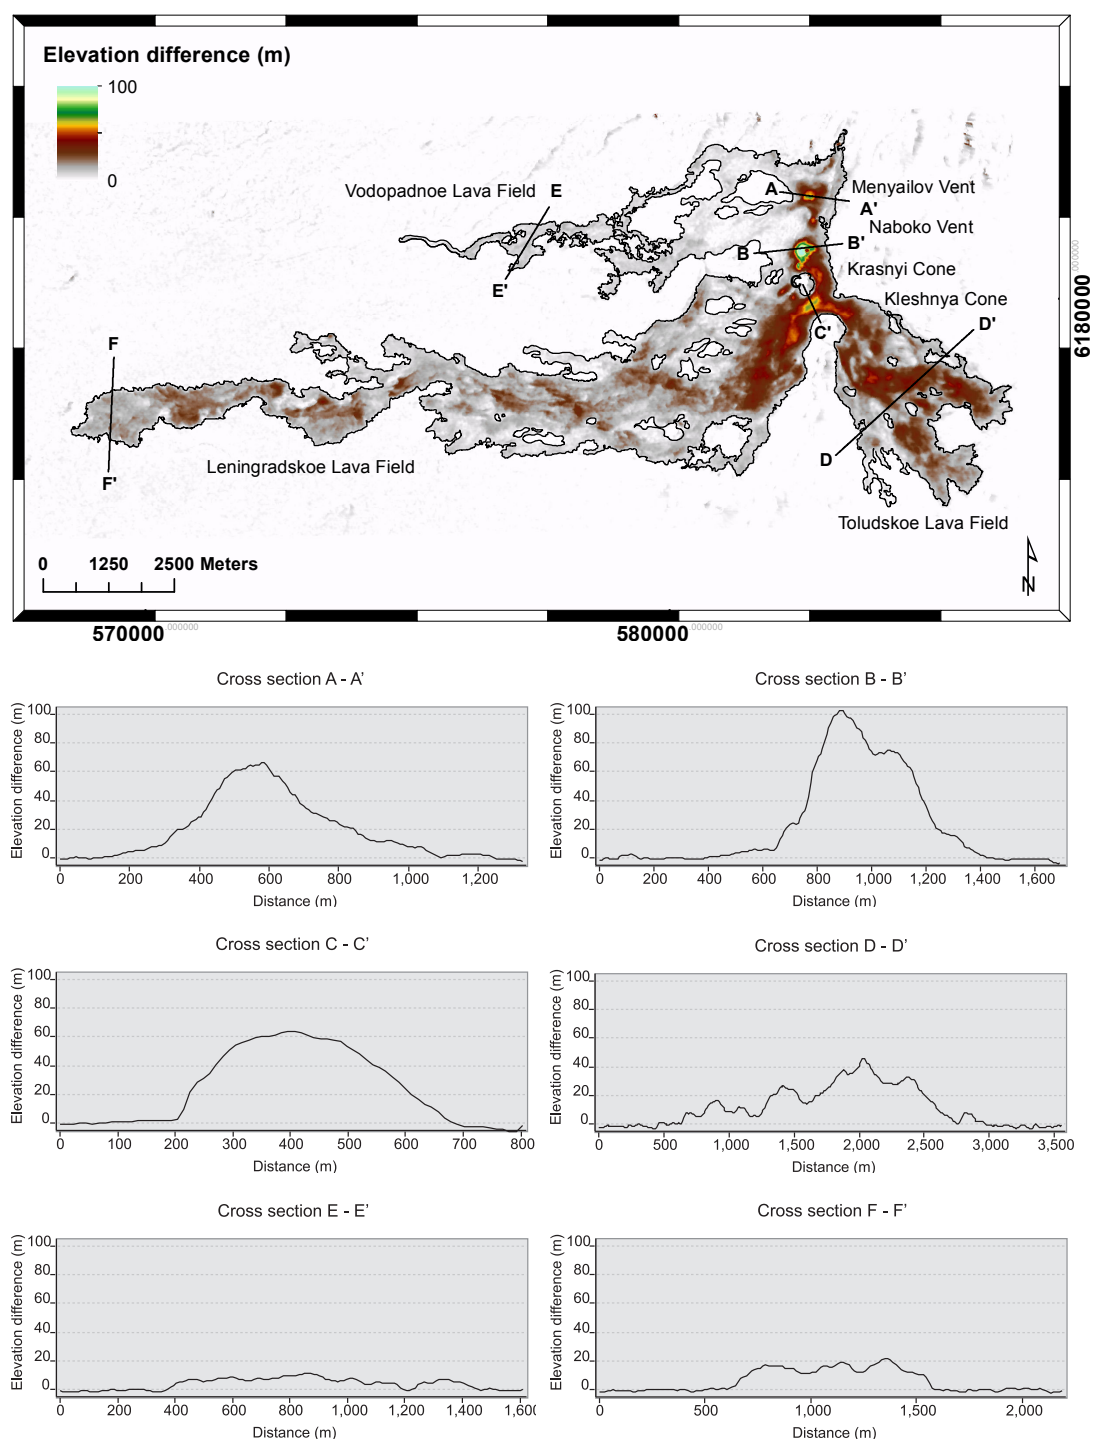 Elevation difference (m)
100
0
Vodopadnoe Lava Field
E
E'
A
Menyailov Vent
A'
Naboko Vent
B
B'
Krasnyi Cone
C
Kleshnya Cone
C'
D'
F
D
Leningradskoe Lava Field
F'
Toludskoe Lava Field
0 1250 2500 Meters
N
6180000
.000000
570000.000000
580000.000000
Cross section A - A’
Elevation difference (m)
100
80
60
40
20
0
0 200 400 600 800 1,000 1,200
Distance (m)
Cross section B - B’
Elevation difference (m)
100
80
60
40
20
0
0 200 400 600 800 1,000 1,200 1,400 1,600
Distance (m)
Cross section C - C’
Elevation difference (m)
100
80
60
40
20
0
0 100 200 300 400 500 600 700 800
Distance (m)
Cross section D - D’
Elevation difference (m)
100
80
60
40
20
0
0 500 1,000 1,500 2,000 2,500 3,000 3,500
Distance (m)
Cross section E - E’
Elevation difference (m)
100
80
60
40
20
0
0 200 400 600 800 1,000 1,200 1,400 1,600
Distance (m)
Cross section F - F’
Elevation difference (m)
100
80
60
40
20
0
0 500 1,000 1,500 2,000
Distance (m)